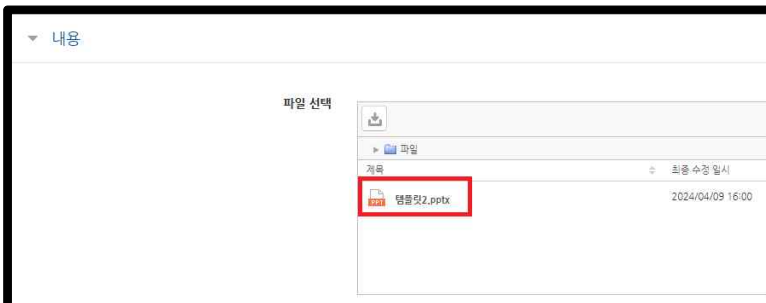 내용
파일 선택
파일
제목 최종 수정 일시
PPT 템플릿2.pptx 2024/04/09 16:00